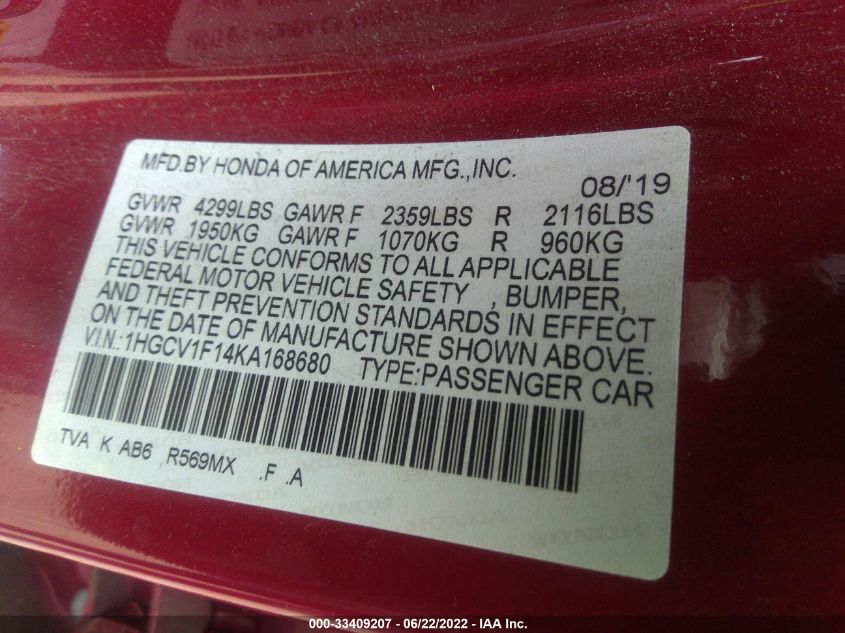 MFD.BY HONDA OF AMERICA MFG.,INC.
08/'19
GVWR 4299LBS GAWR F 2359LBS R 2116LBS
GVWR 1950KG GAWR F 1070KG R 960KG
THIS VEHICLE CONFORMS TO ALL APPLICABLE
FEDERAL MOTOR VEHICLE SAFETY , BUMPER,
AND THEFT PREVENTION STANDARDS IN EFFECT
ON THE DATE OF MANUFACTURE SHOWN ABOVE.
V.I.N.:1HGCV1F14KA168680 TYPE:PASSENGER CAR
TVA K AB6 R569MX .F .A
HONDA HONDA HONDA
000-33409207 - 06/22/2022 - IAA Inc.